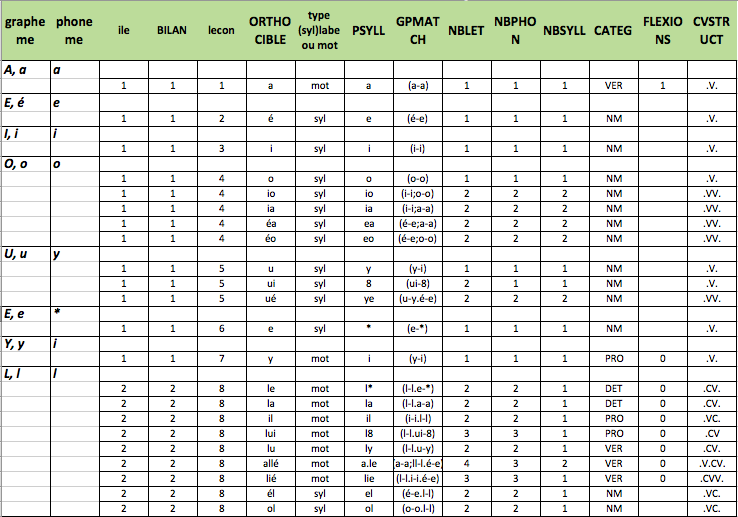 graphe me phone me ile BILAN lecon ORTHO CIBLE type (syl)labe ou mot PSYLL GPMAT CH NBLET NBPHO N NBSYLL CATEG FLEXIO NS CVSTR UCT
A, a a
1 1 1 a mot a (a-a) 1 1 1 VER 1 .V.
E, é e
1 1 2 é syl e (é-e) 1 1 1 NM .V.
I, i i
1 1 3 i syl i (i-i) 1 1 1 NM .V.
O, o o
1 1 4 o syl o (o-o) 1 1 1 NM .V.
1 1 4 io syl io (i-i;o-o) 2 2 2 NM .VV.
1 1 4 ia syl ia (i-i;a-a) 2 2 2 NM .VV.
1 1 4 éa syl ea (é-e;a-a) 2 2 2 NM .VV.
1 1 4 éo syl eo (é-e;o-o) 2 2 2 NM .VV.
U, u y
1 1 5 u syl y (y-i) 1 1 1 NM .V.
1 1 5 ui syl 8 (ui-8) 2 1 1 NM .V.
1 1 5 ué syl ye (u-y.é-e) 2 2 2 NM .VV.
E, e *
1 1 6 e syl * (e-*) 1 1 1 NM .V.
Y, y i
1 1 7 y mot i (y-i) 1 1 1 PRO 0 .V.
L, l l
2 2 8 le mot l* (l-l.e-*) 2 2 1 DET 0 .CV.
2 2 8 la mot la (l-l.a-a) 2 2 1 DET 0 .CV.
2 2 8 il mot il (i-i.l-l) 2 2 1 PRO 0 .VC.
2 2 8 lui mot l8 (l-l.ui-8) 3 3 1 PRO 0 .CV
2 2 8 lu mot ly (l-l.u-y) 2 2 1 VER 0 .CV.
2 2 8 allé mot a.le (a-a;ll-l.é-e) 4 3 2 VER 0 .V.CV.
2 2 8 lié mot lie (l-l.i-i.é-e) 3 3 1 VER 0 .CVV.
2 2 8 él syl el (é-e.l-l) 2 2 1 NM .VC.
2 2 8 ol syl ol (o-o.l-l) 2 2 1 NM .VC.